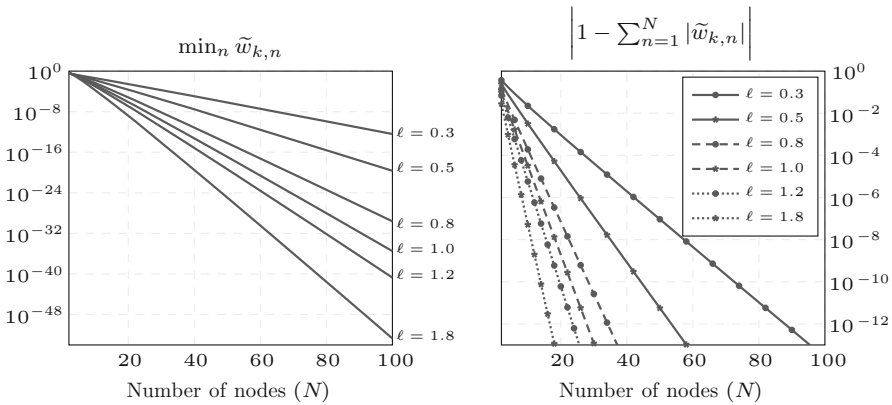 min_n w̃_{k,n}
10^0
10^{-8}
10^{-16}
10^{-24}
10^{-32}
10^{-40}
10^{-48}
ℓ = 0.3
ℓ = 0.5
ℓ = 0.8
ℓ = 1.0
ℓ = 1.2
ℓ = 1.8
20 40 60 80 100
Number of nodes (N)
|1 − ∑_{n=1}^{N} |w̃_{k,n}||
ℓ = 0.3
ℓ = 0.5
ℓ = 0.8
ℓ = 1.0
ℓ = 1.2
ℓ = 1.8
10^0
10^{-2}
10^{-4}
10^{-6}
10^{-8}
10^{-10}
10^{-12}
20 40 60 80 100
Number of nodes (N)